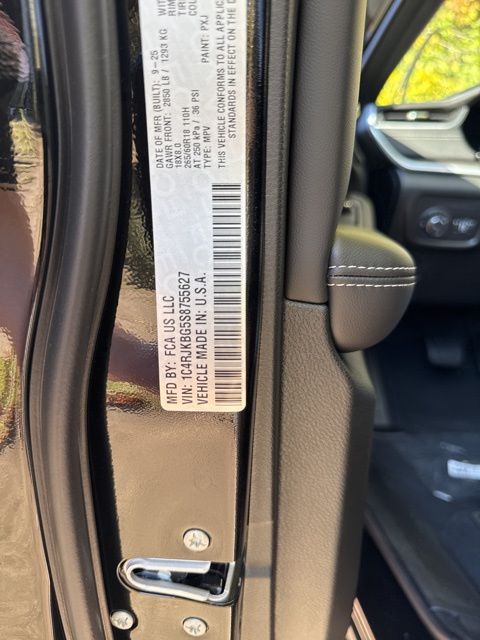 MFD BY: FCA US LLC
VIN: 1C4RJKBG5S8755627
VEHICLE MADE IN: U.S.A.
DATE OF MFR (BUILT). 9-25
GAWR FRONT: 2850 LB / 1293 KG
18X8.0
265/60R18 110H
AT 250 kPa / 36 PSI
TYPE: MPV
PAINT: PXJ
THIS VEHICLE CONFORMS TO ALL APPLIC
STANDARDS IN EFFECT ON THE D